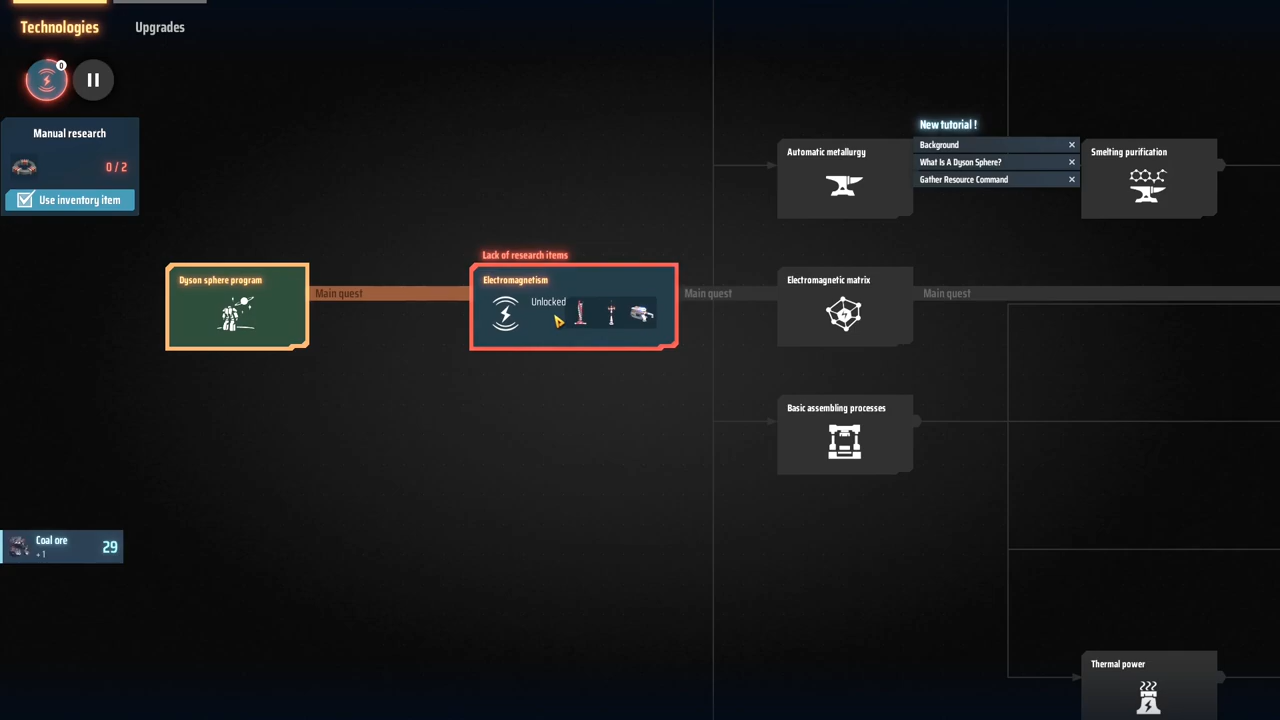 Technologies
Upgrades
0
Manual research
0 / 2
Use inventory item
New tutorial !
Background
What Is A Dyson Sphere?
Gather Resource Command
Automatic metallurgy
Smelting purification
Lack of research items
Dyson sphere program
Main quest
Electromagnetism
Unlocked
Main quest
Electromagnetic matrix
Main quest
Basic assembling processes
Coal ore
+1
29
Thermal power